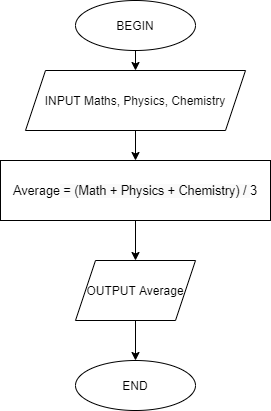 BEGIN
INPUT Maths, Physics, Chemistry
Average = (Math + Physics + Chemistry) / 3
OUTPUT Average
END